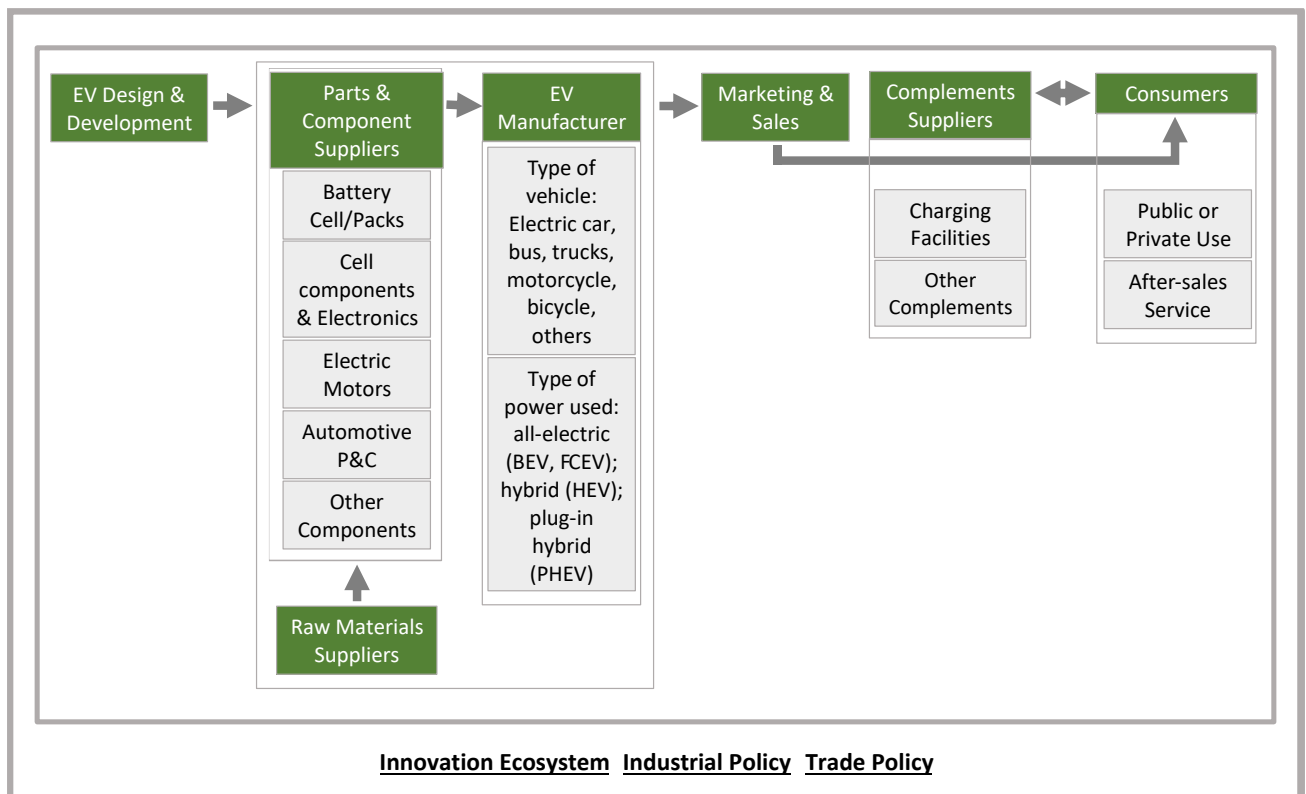 EV Design &
Development
Parts &
Component
Suppliers
Battery
Cell/Packs
Cell
components
& Electronics
Electric
Motors
Automotive
P&C
Other
Components
Raw Materials
Suppliers
EV
Manufacturer
Type of
vehicle:
Electric car,
bus, trucks,
motorcycle,
bicycle,
others
Type of
power used:
all-electric
(BEV, FCEV);
hybrid (HEV);
plug-in
hybrid
(PHEV)
Marketing &
Sales
Complements
Suppliers
Charging
Facilities
Other
Complements
Consumers
Public or
Private Use
After-sales
Service
Innovation Ecosystem Industrial Policy Trade Policy